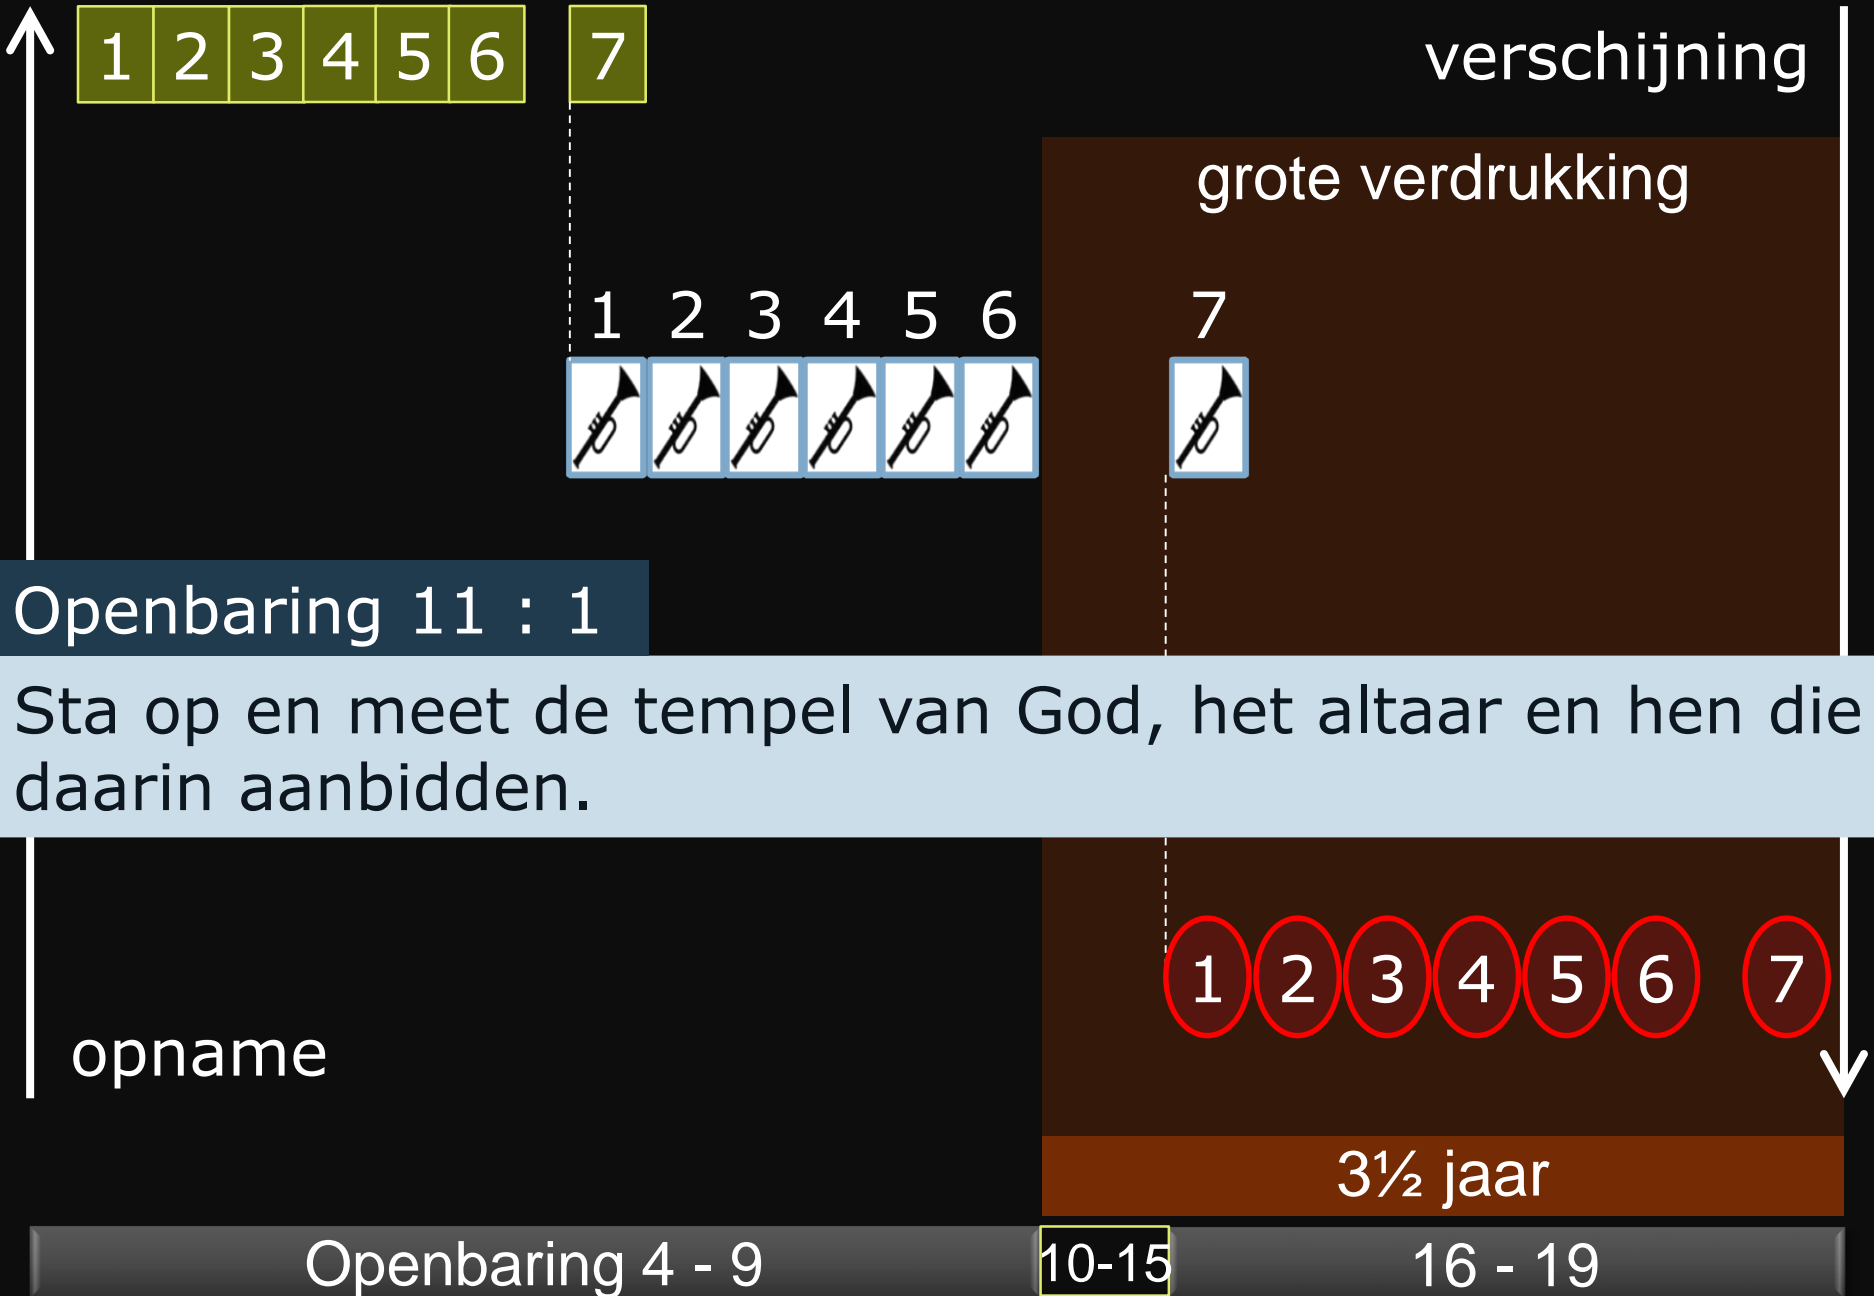 1 2 3 4 5 6 7
verschijning
grote verdrukking
1 2 3 4 5 6 7
Openbaring 11 : 1
Sta op en meet de tempel van God, het altaar en hen die
daarin aanbidden.
1 2 3 4 5 6 7
opname
3½ jaar
Openbaring 4 - 9
10-15
16 - 19